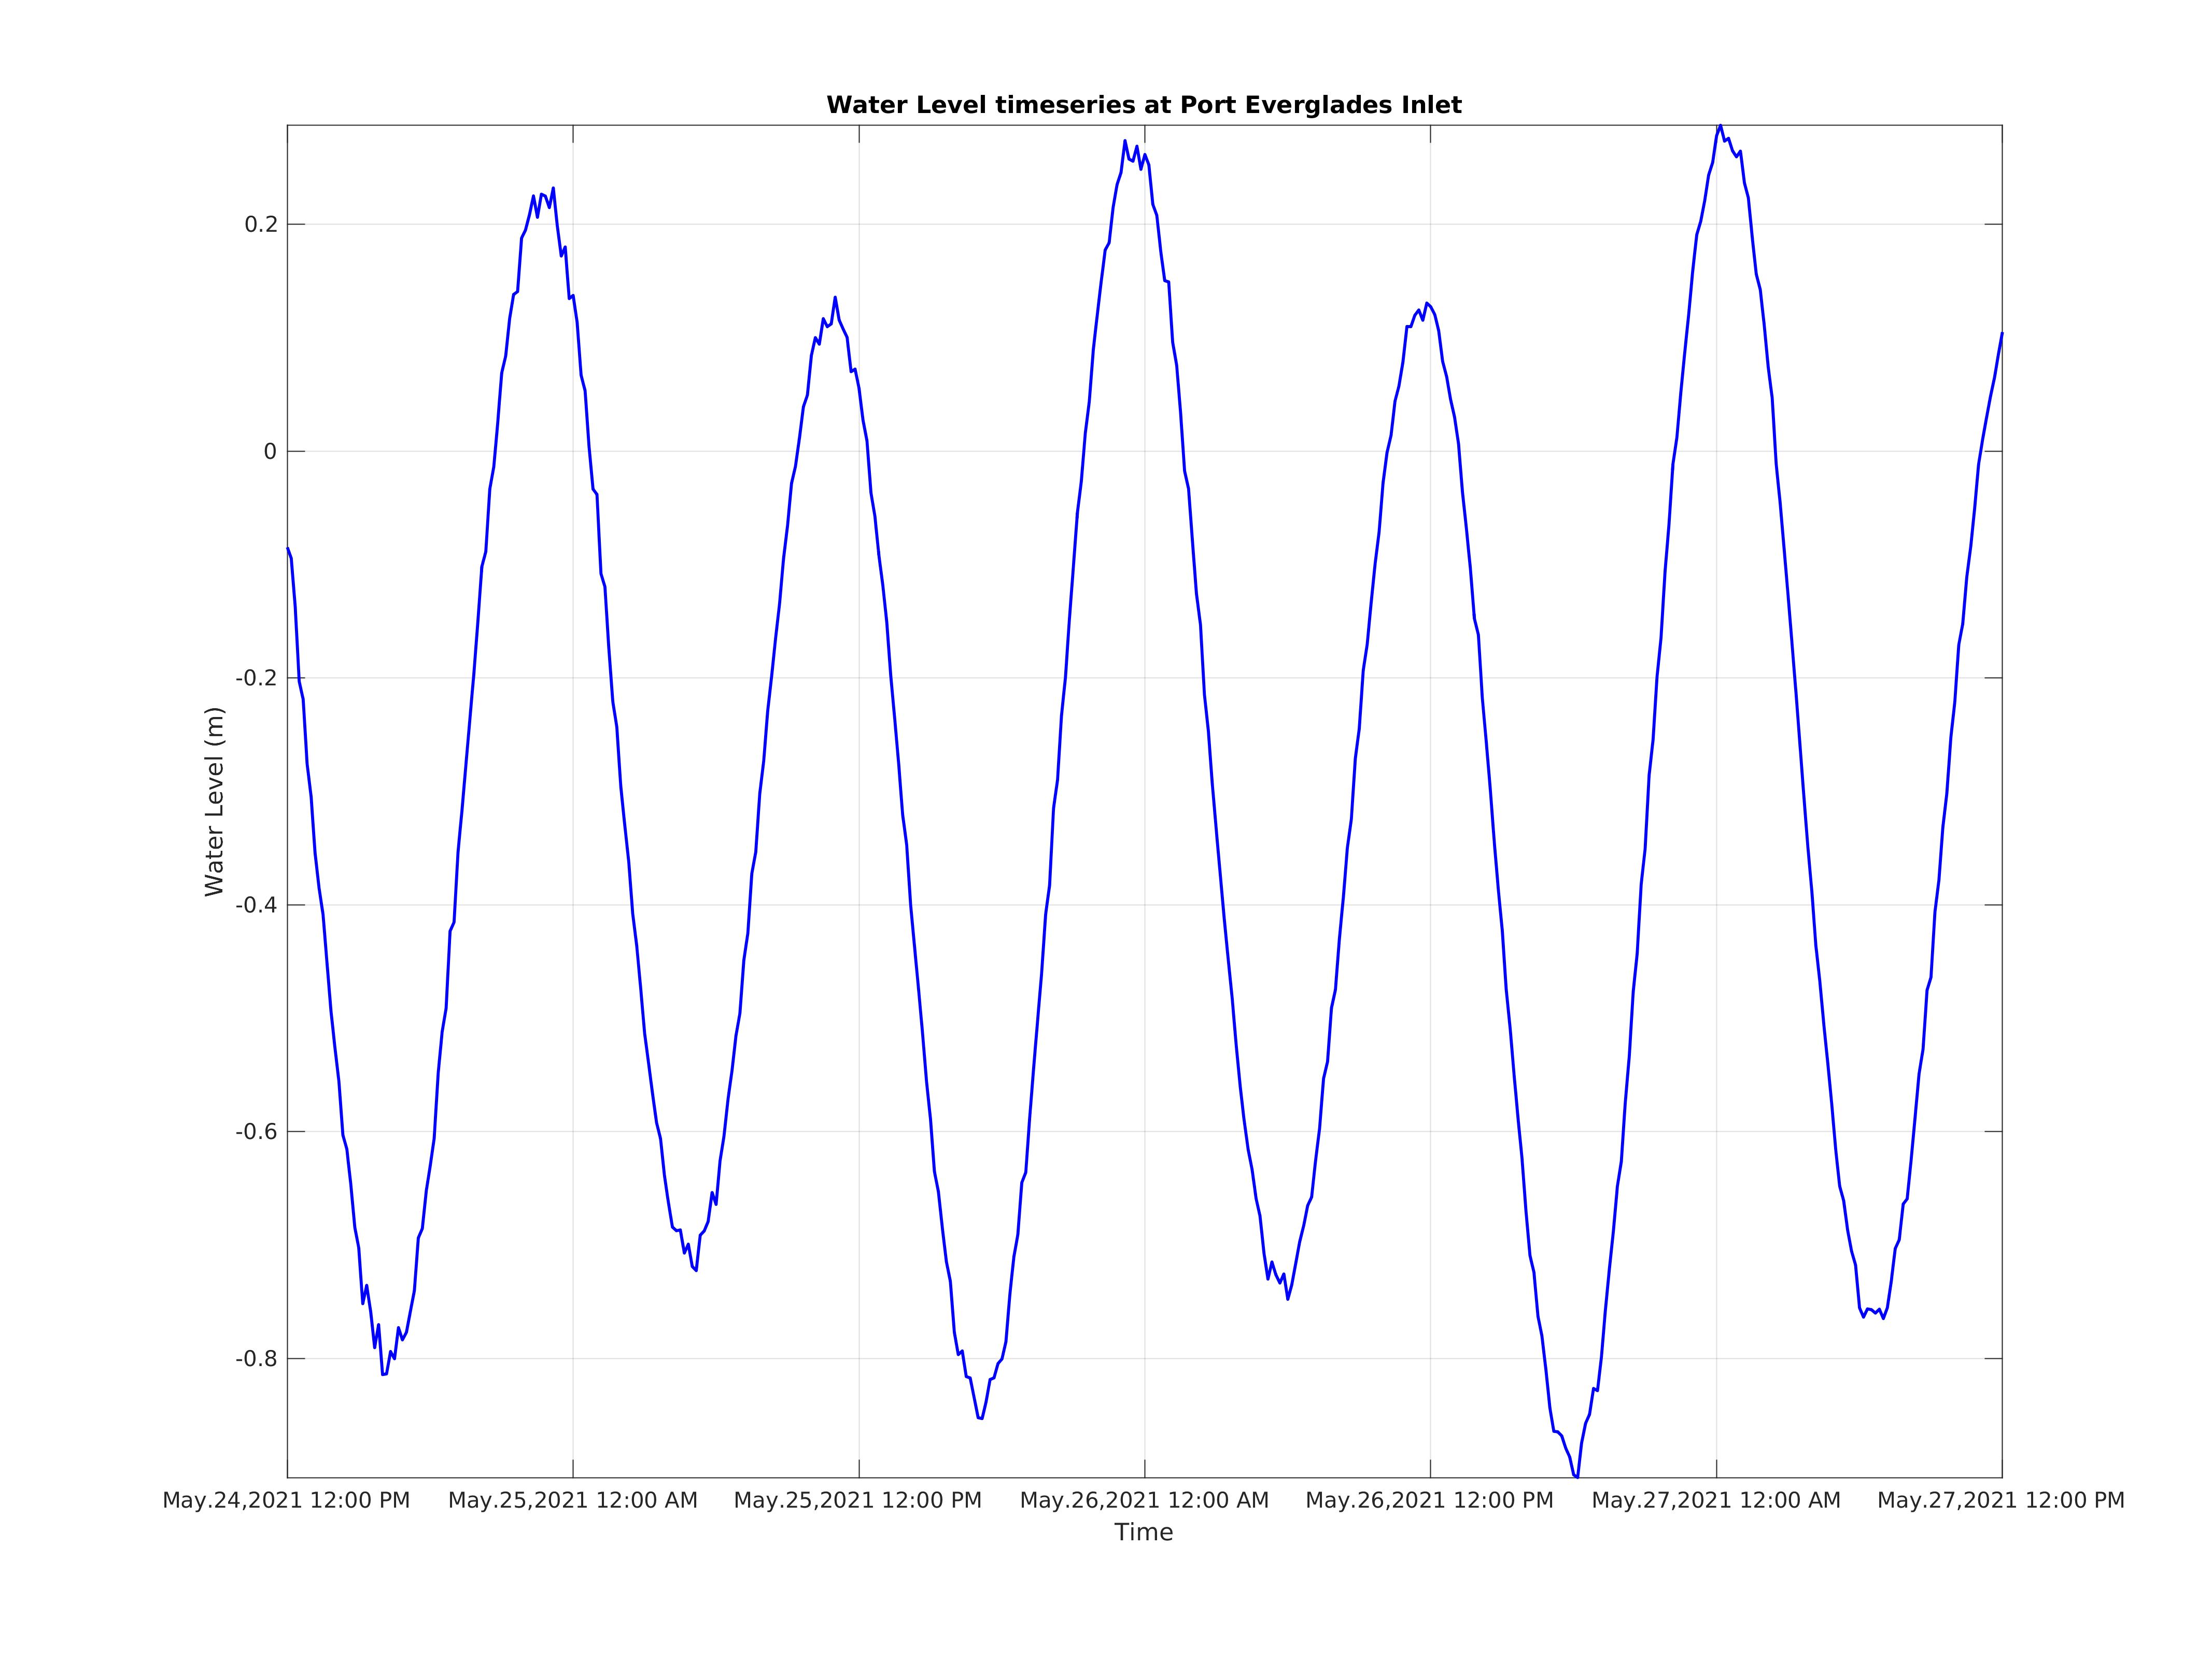 Water Level timeseries at Port Everglades Inlet
0.2
0
-0.2
-0.4
-0.6
-0.8
Water Level (m)
May.24,2021 12:00 PM
May.25,2021 12:00 AM
May.25,2021 12:00 PM
May.26,2021 12:00 AM
May.26,2021 12:00 PM
May.27,2021 12:00 AM
May.27,2021 12:00 PM
Time